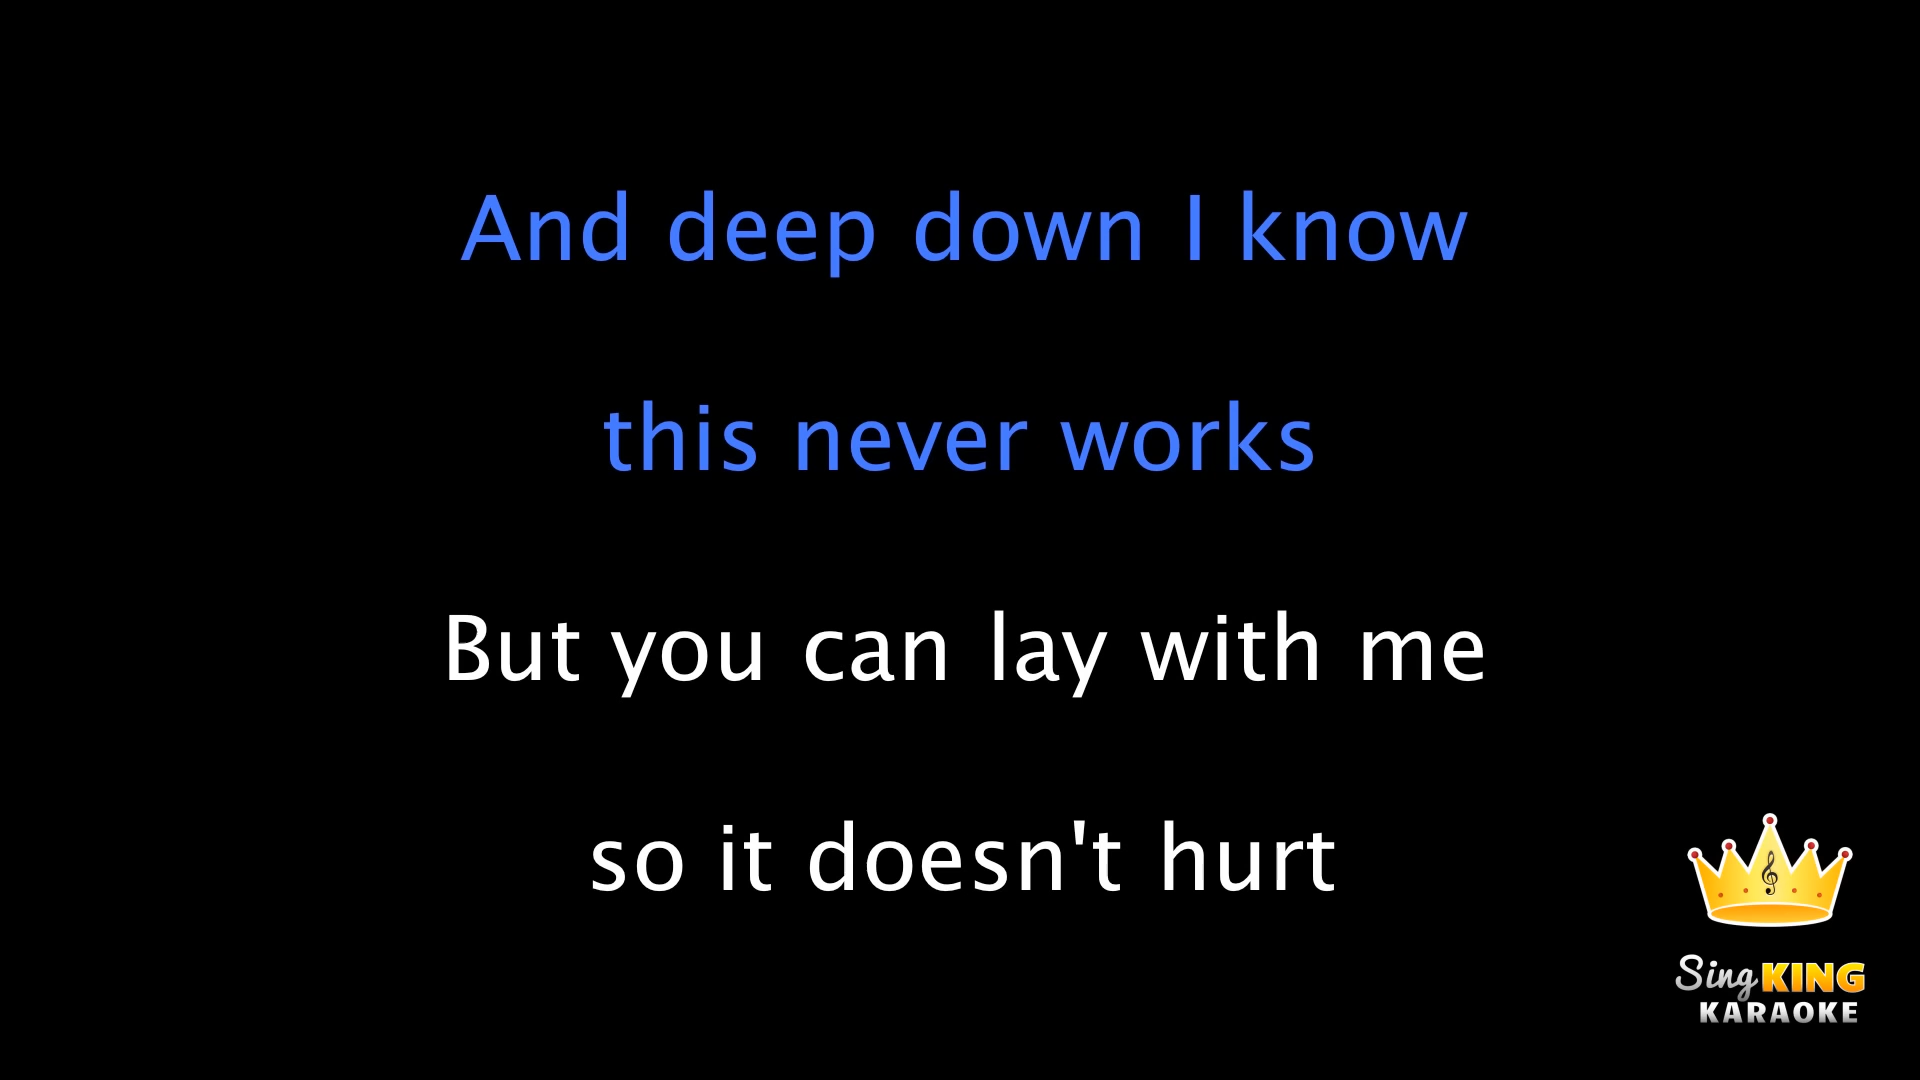 And deep down I know
this never works
But you can lay with me
so it doesn't hurt
Sing KING
KARAOKE